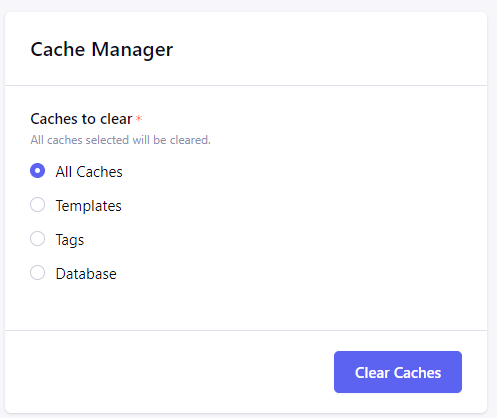 Cache Manager
Caches to clear *
All caches selected will be cleared.
All Caches
Templates
Tags
Database
Clear Caches